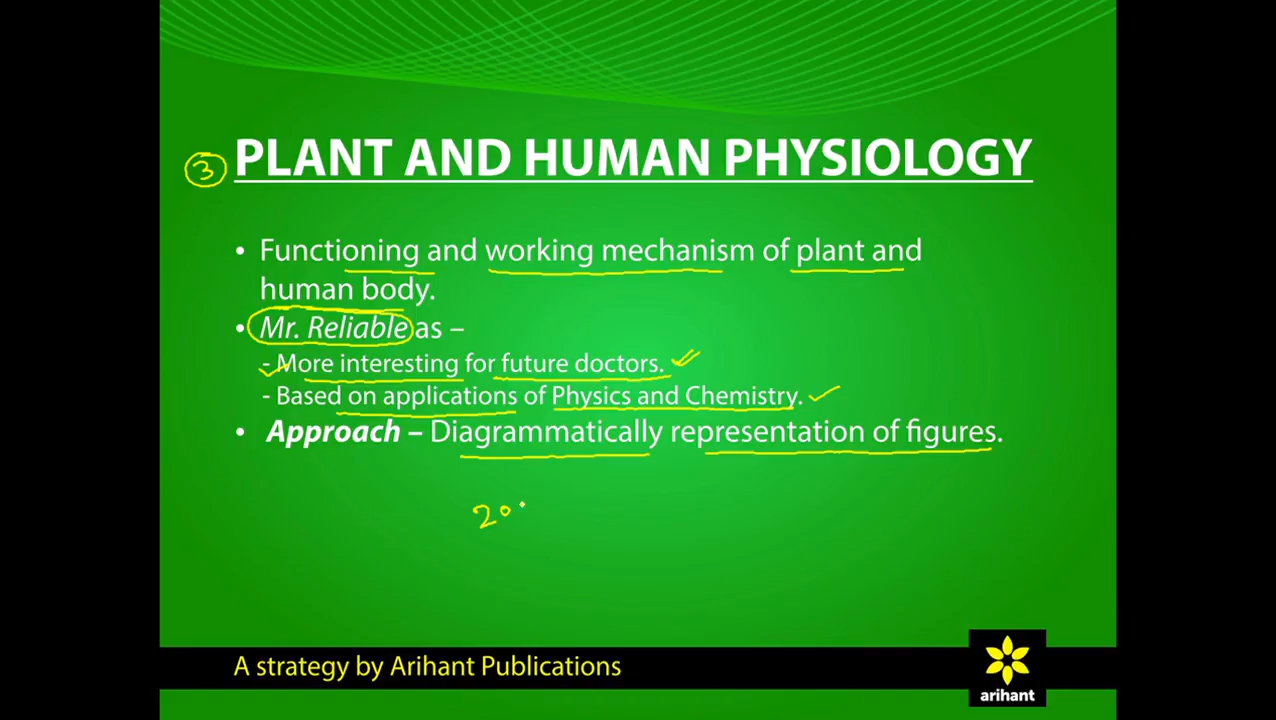 3 PLANT AND HUMAN PHYSIOLOGY
• Functioning and working mechanism of plant and
human body.
• Mr. Reliable as –
- More interesting for future doctors.
- Based on applications of Physics and Chemistry.
• Approach – Diagrammatically representation of figures.
20
A strategy by Arihant Publications
arihant